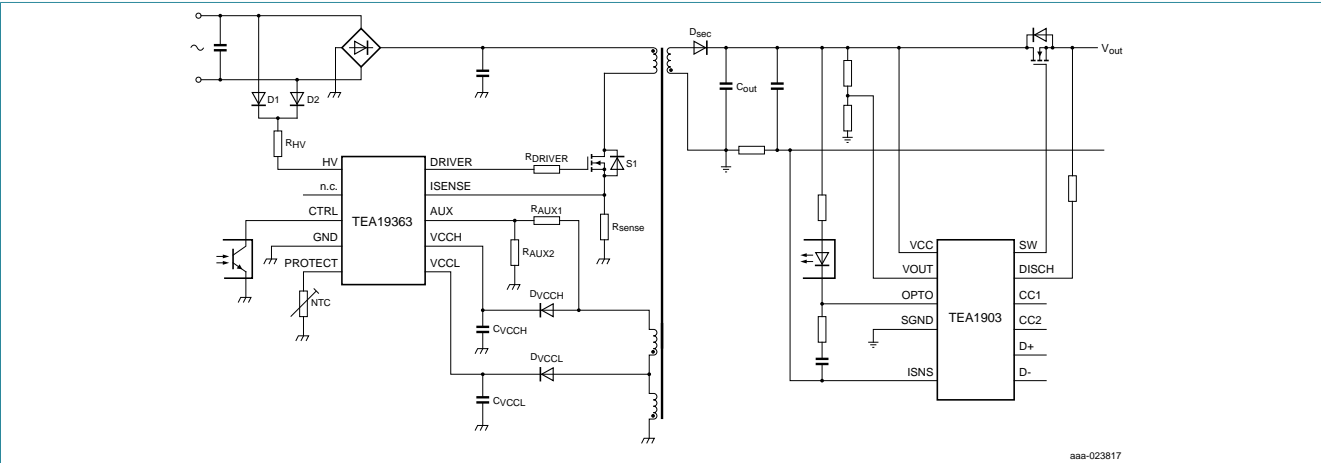 Dsec
Vout
D1
D2
Cout
RHV
HV
DRIVER
RDRIVER
S1
n.c.
ISENSE
CTRL
TEA19363
AUX
RAUX1
Rsense
GND
VCCH
RAUX2
VCC
SW
PROTECT
VCCL
VOUT
DISCH
NTC
DVCCH
OPTO
CC1
TEA1903
SGND
CC2
CVCCH
D+
DVCCL
ISNS
D-
CVCCL
aaa-023817